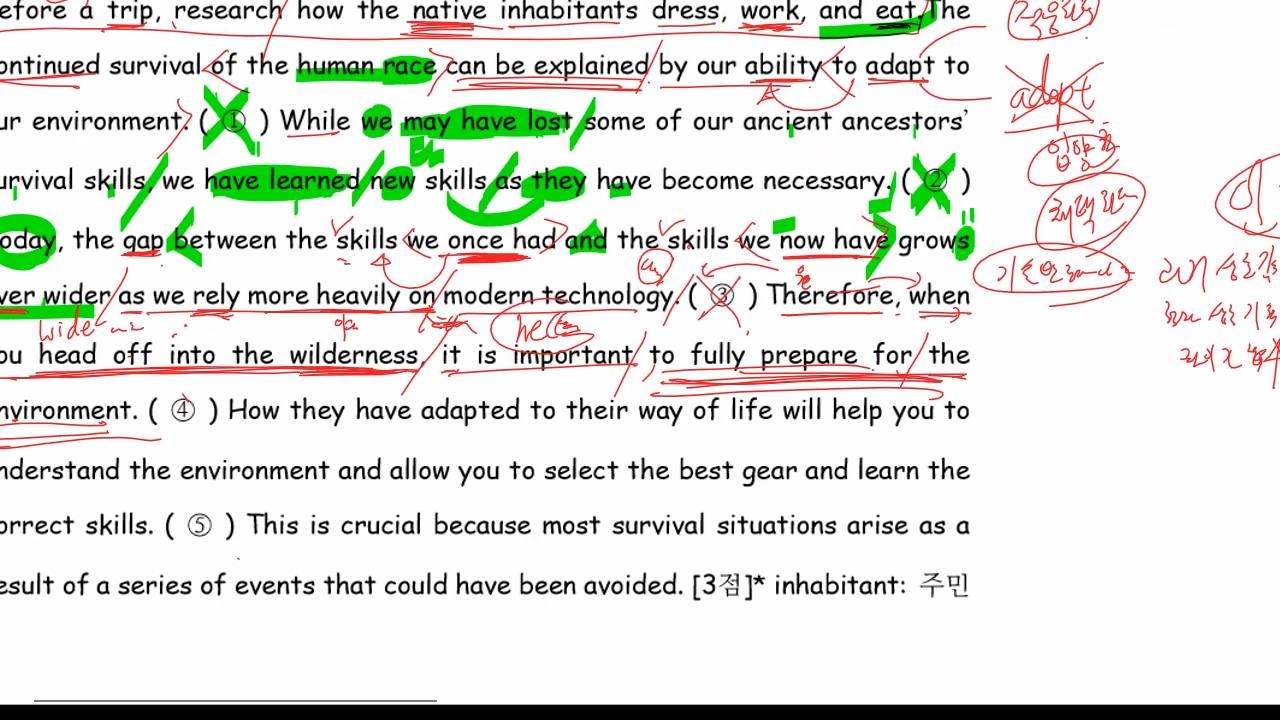 efore a trip, research how the native inhabitants dress, work, and eat. The
ontinued survival of the human race can be explained by our ability to adapt to
ur environment. ( ① ) While we may have lost some of our ancient ancestors'
urvival skills, we have learned new skills as they have become necessary. ( ② )
oday, the gap between the skills we once had and the skills we now have grows
ver wider as we rely more heavily on modern technology. ( ③ ) Therefore, when
ou head off into the wilderness, it is important to fully prepare for the
nvironment. ( ④ ) How they have adapted to their way of life will help you to
nderstand the environment and allow you to select the best gear and learn the
orrect skills. ( ⑤ ) This is crucial because most survival situations arise as a
esult of a series of events that could have been avoided. [3점]* inhabitant: 주민
adopt
wide